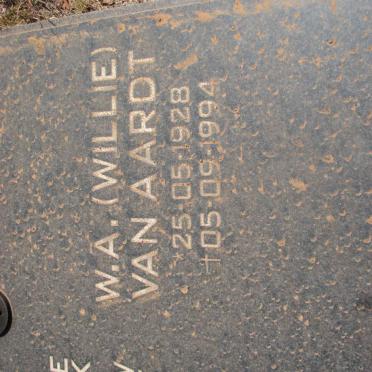 W.A. (WILLIE)
VAN AARDT
* 25·05·1928
† 05·09·1994